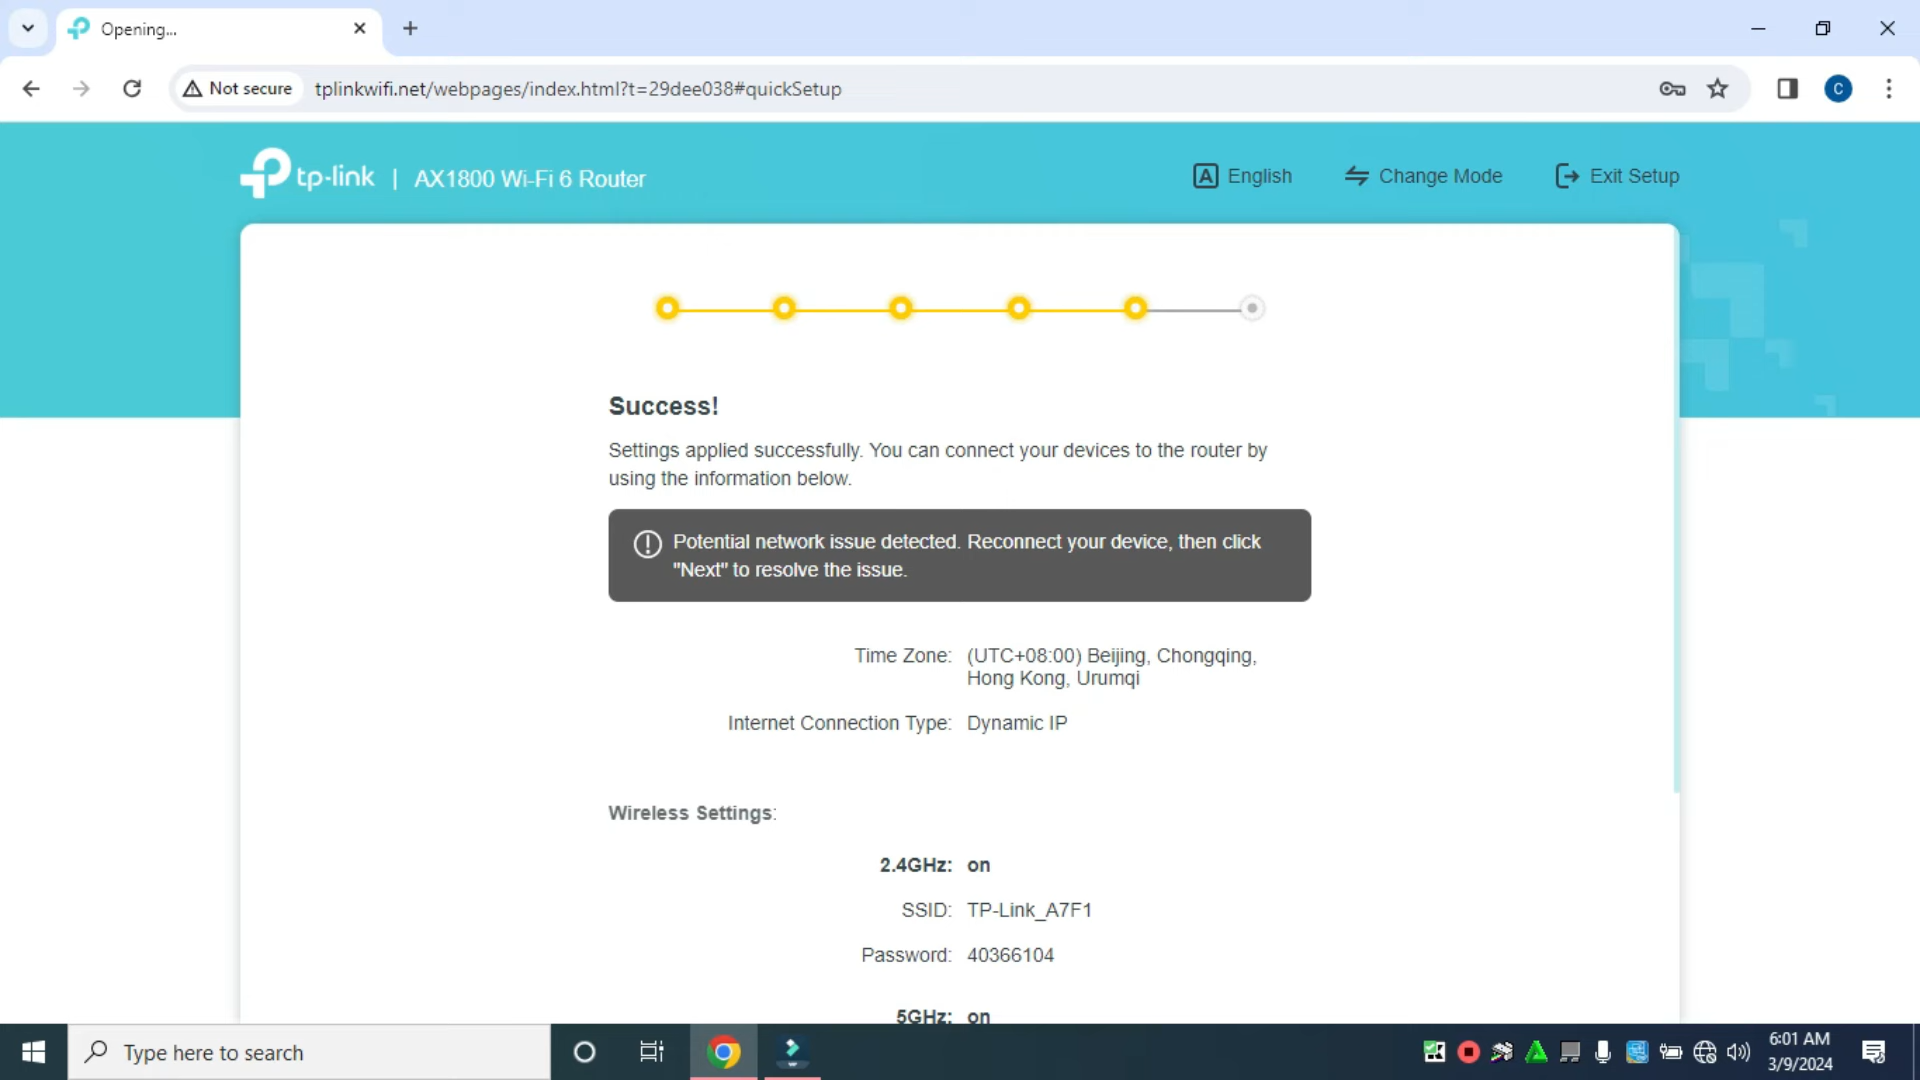 Opening...
Not secure
tplinkwifi.net/webpages/index.html?t=29dee038#quickSetup
C
tp-link | AX1800 Wi-Fi 6 Router
A English
Change Mode
Exit Setup
Success!
Settings applied successfully. You can connect your devices to the router by
using the information below.
Potential network issue detected. Reconnect your device, then click
"Next" to resolve the issue.
Time Zone: (UTC+08:00) Beijing, Chongqing,
Hong Kong, Urumqi
Internet Connection Type: Dynamic IP
Wireless Settings:
2.4GHz: on
SSID: TP-Link_A7F1
Password: 40366104
5GHz: on
Type here to search
6:01 AM
3/9/2024